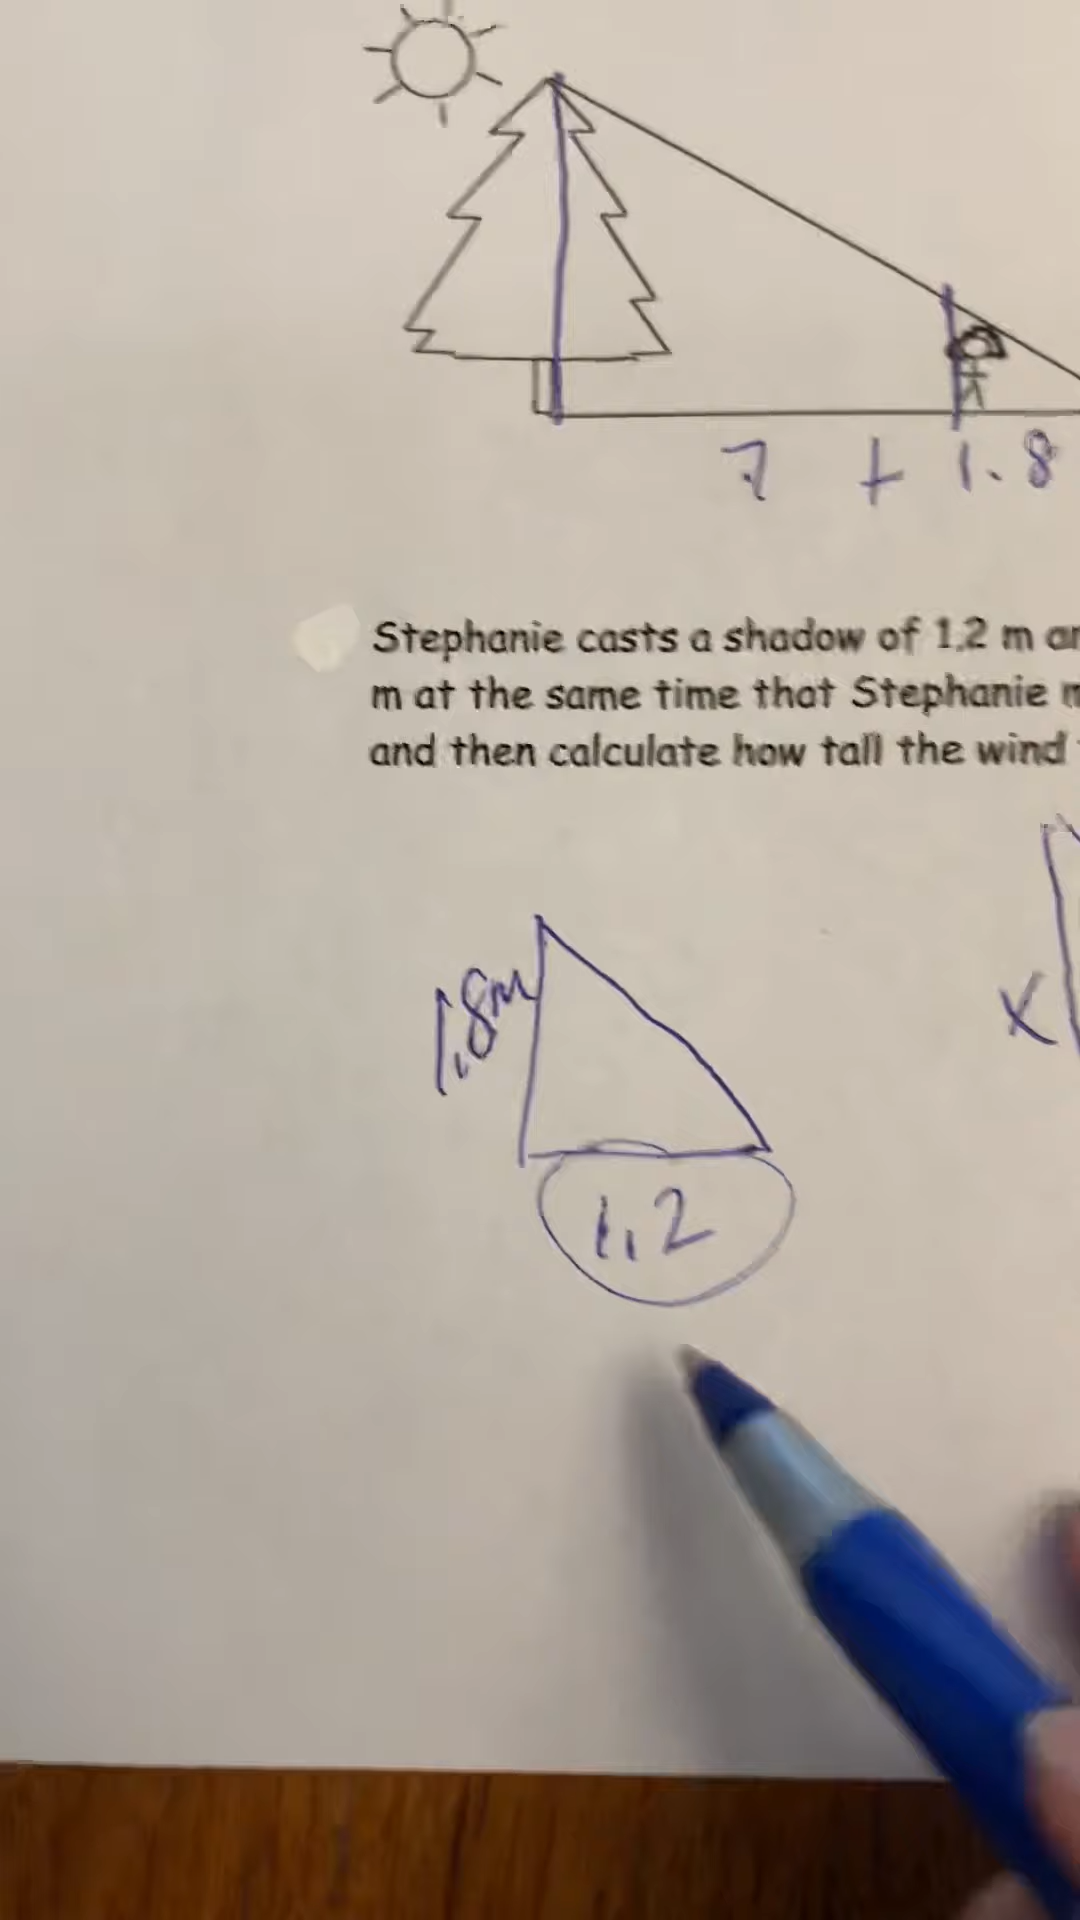 7 + 1.8
Stephanie casts a shadow of 1.2 m
m at the same time that Stephanie
and then calculate how tall the wind
1,8m
x
1,2